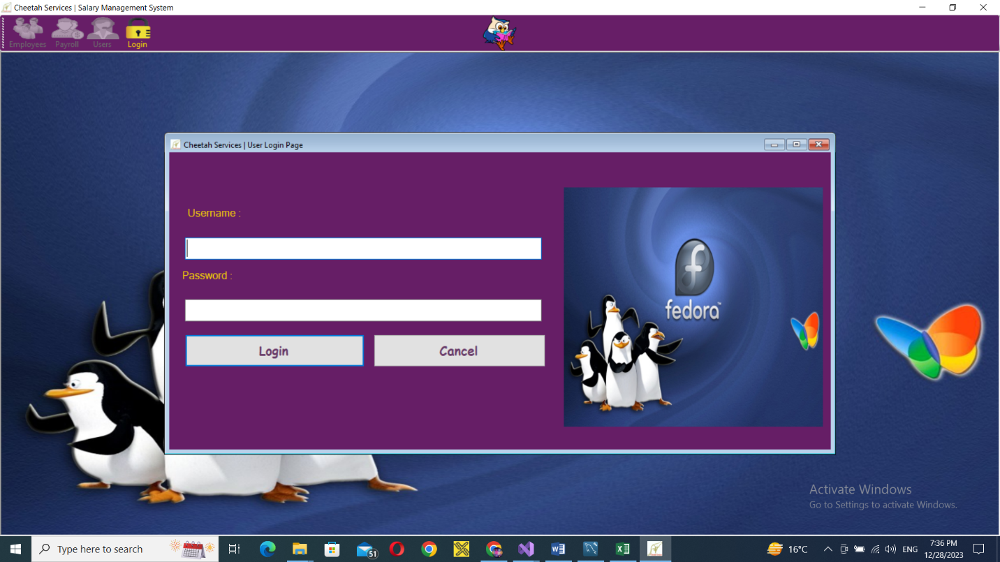 Cheetah Services | Salary Management System
Employees Payroll Users Login
Cheetah Services | User Login Page
Username :
Password :
Login Cancel
fedora™
Activate Windows
Go to Settings to activate Windows.
Type here to search
51
16°C
ENG
7:36 PM
12/28/2023